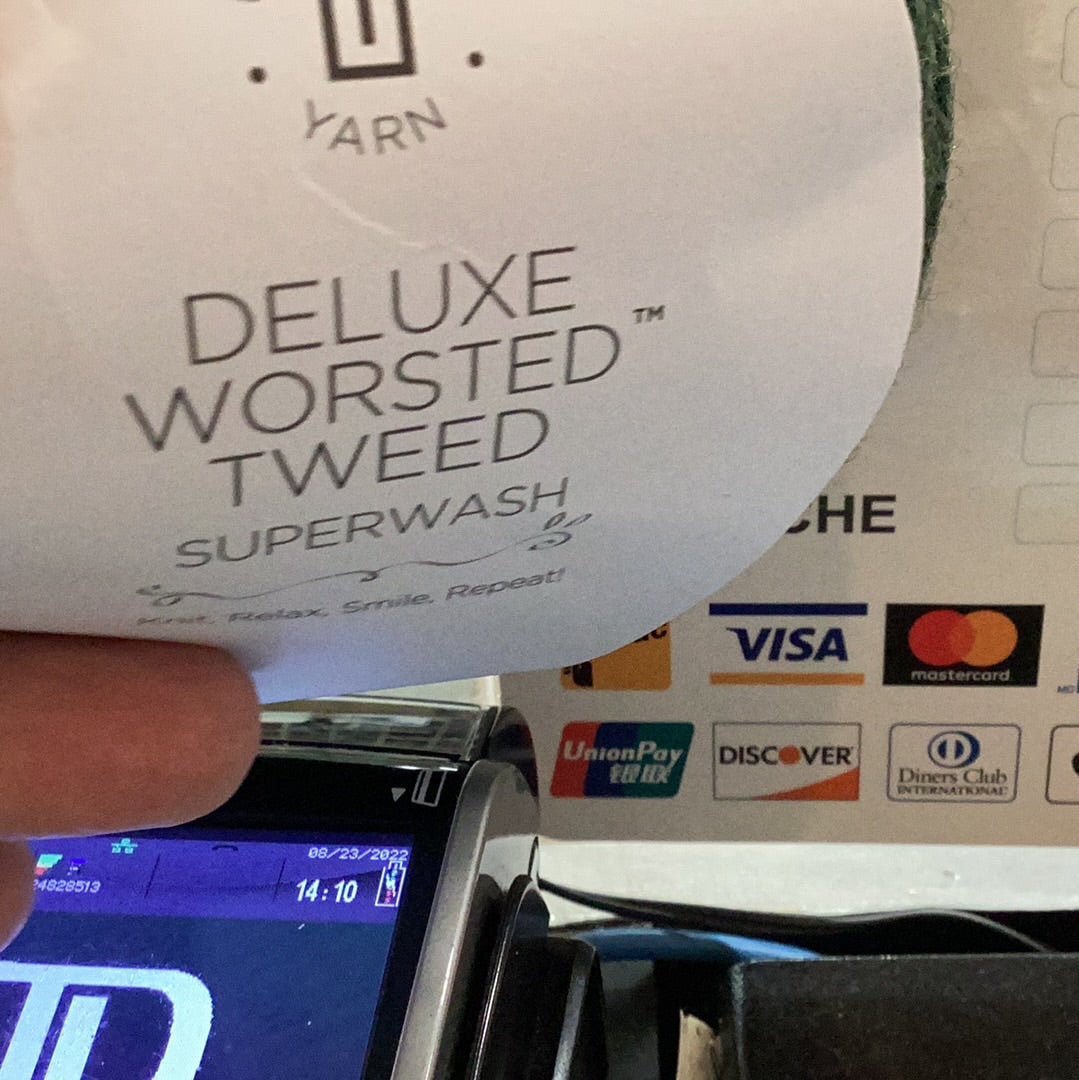 YARN
DELUXE
WORSTED™
TWEED
SUPERWASH
Knit, Relax, Smile, Repeat!
CHE
VISA
mastercard
UnionPay
银联
DISCOVER
Diners Club
INTERNATIONAL
08/23/2022
24828513
14:10